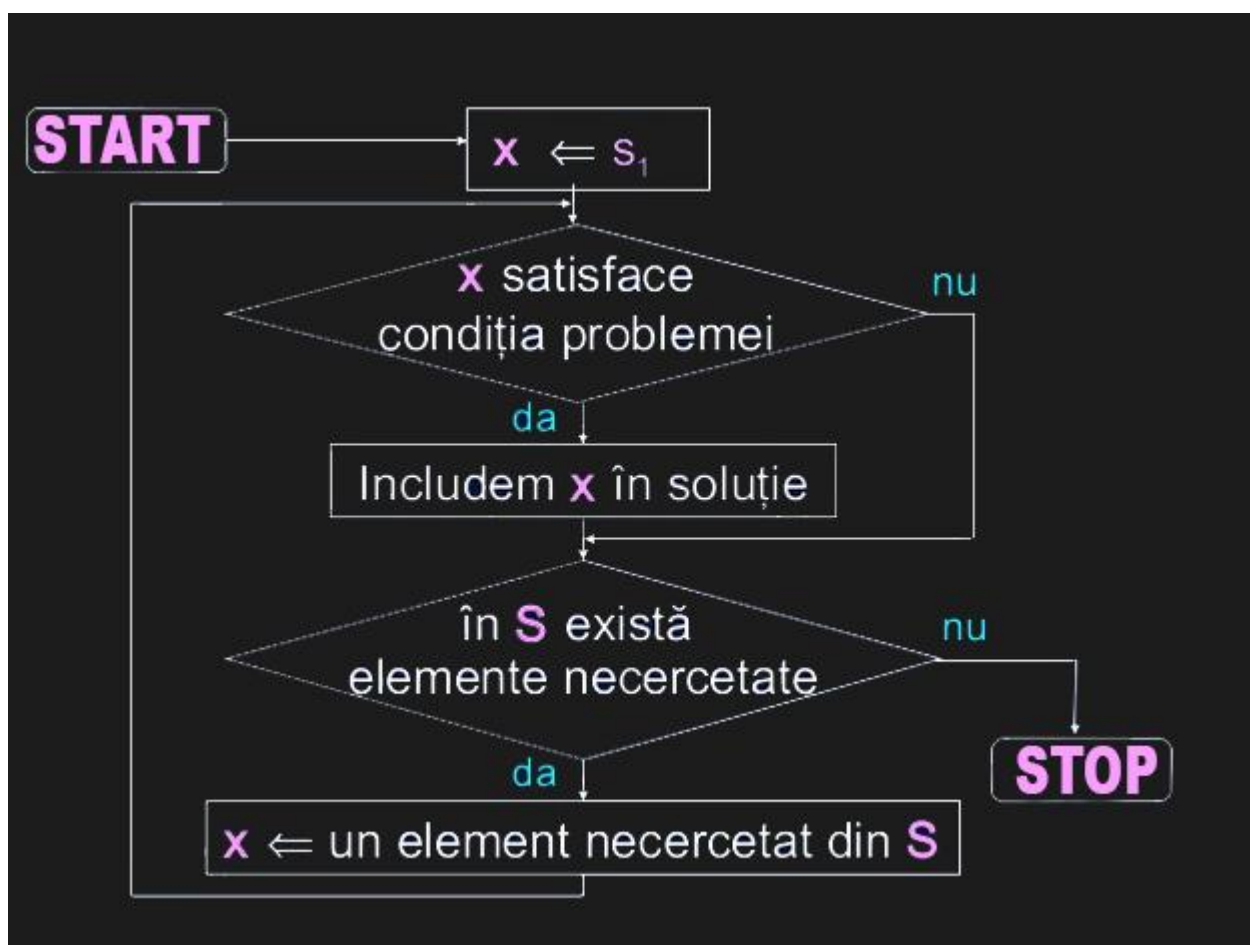 START
x ⇐ s₁
x satisface
condiția problemei
nu
da
Includem x în soluție
în S există
elemente necercetate
nu
da
STOP
x ⇐ un element necercetat din S